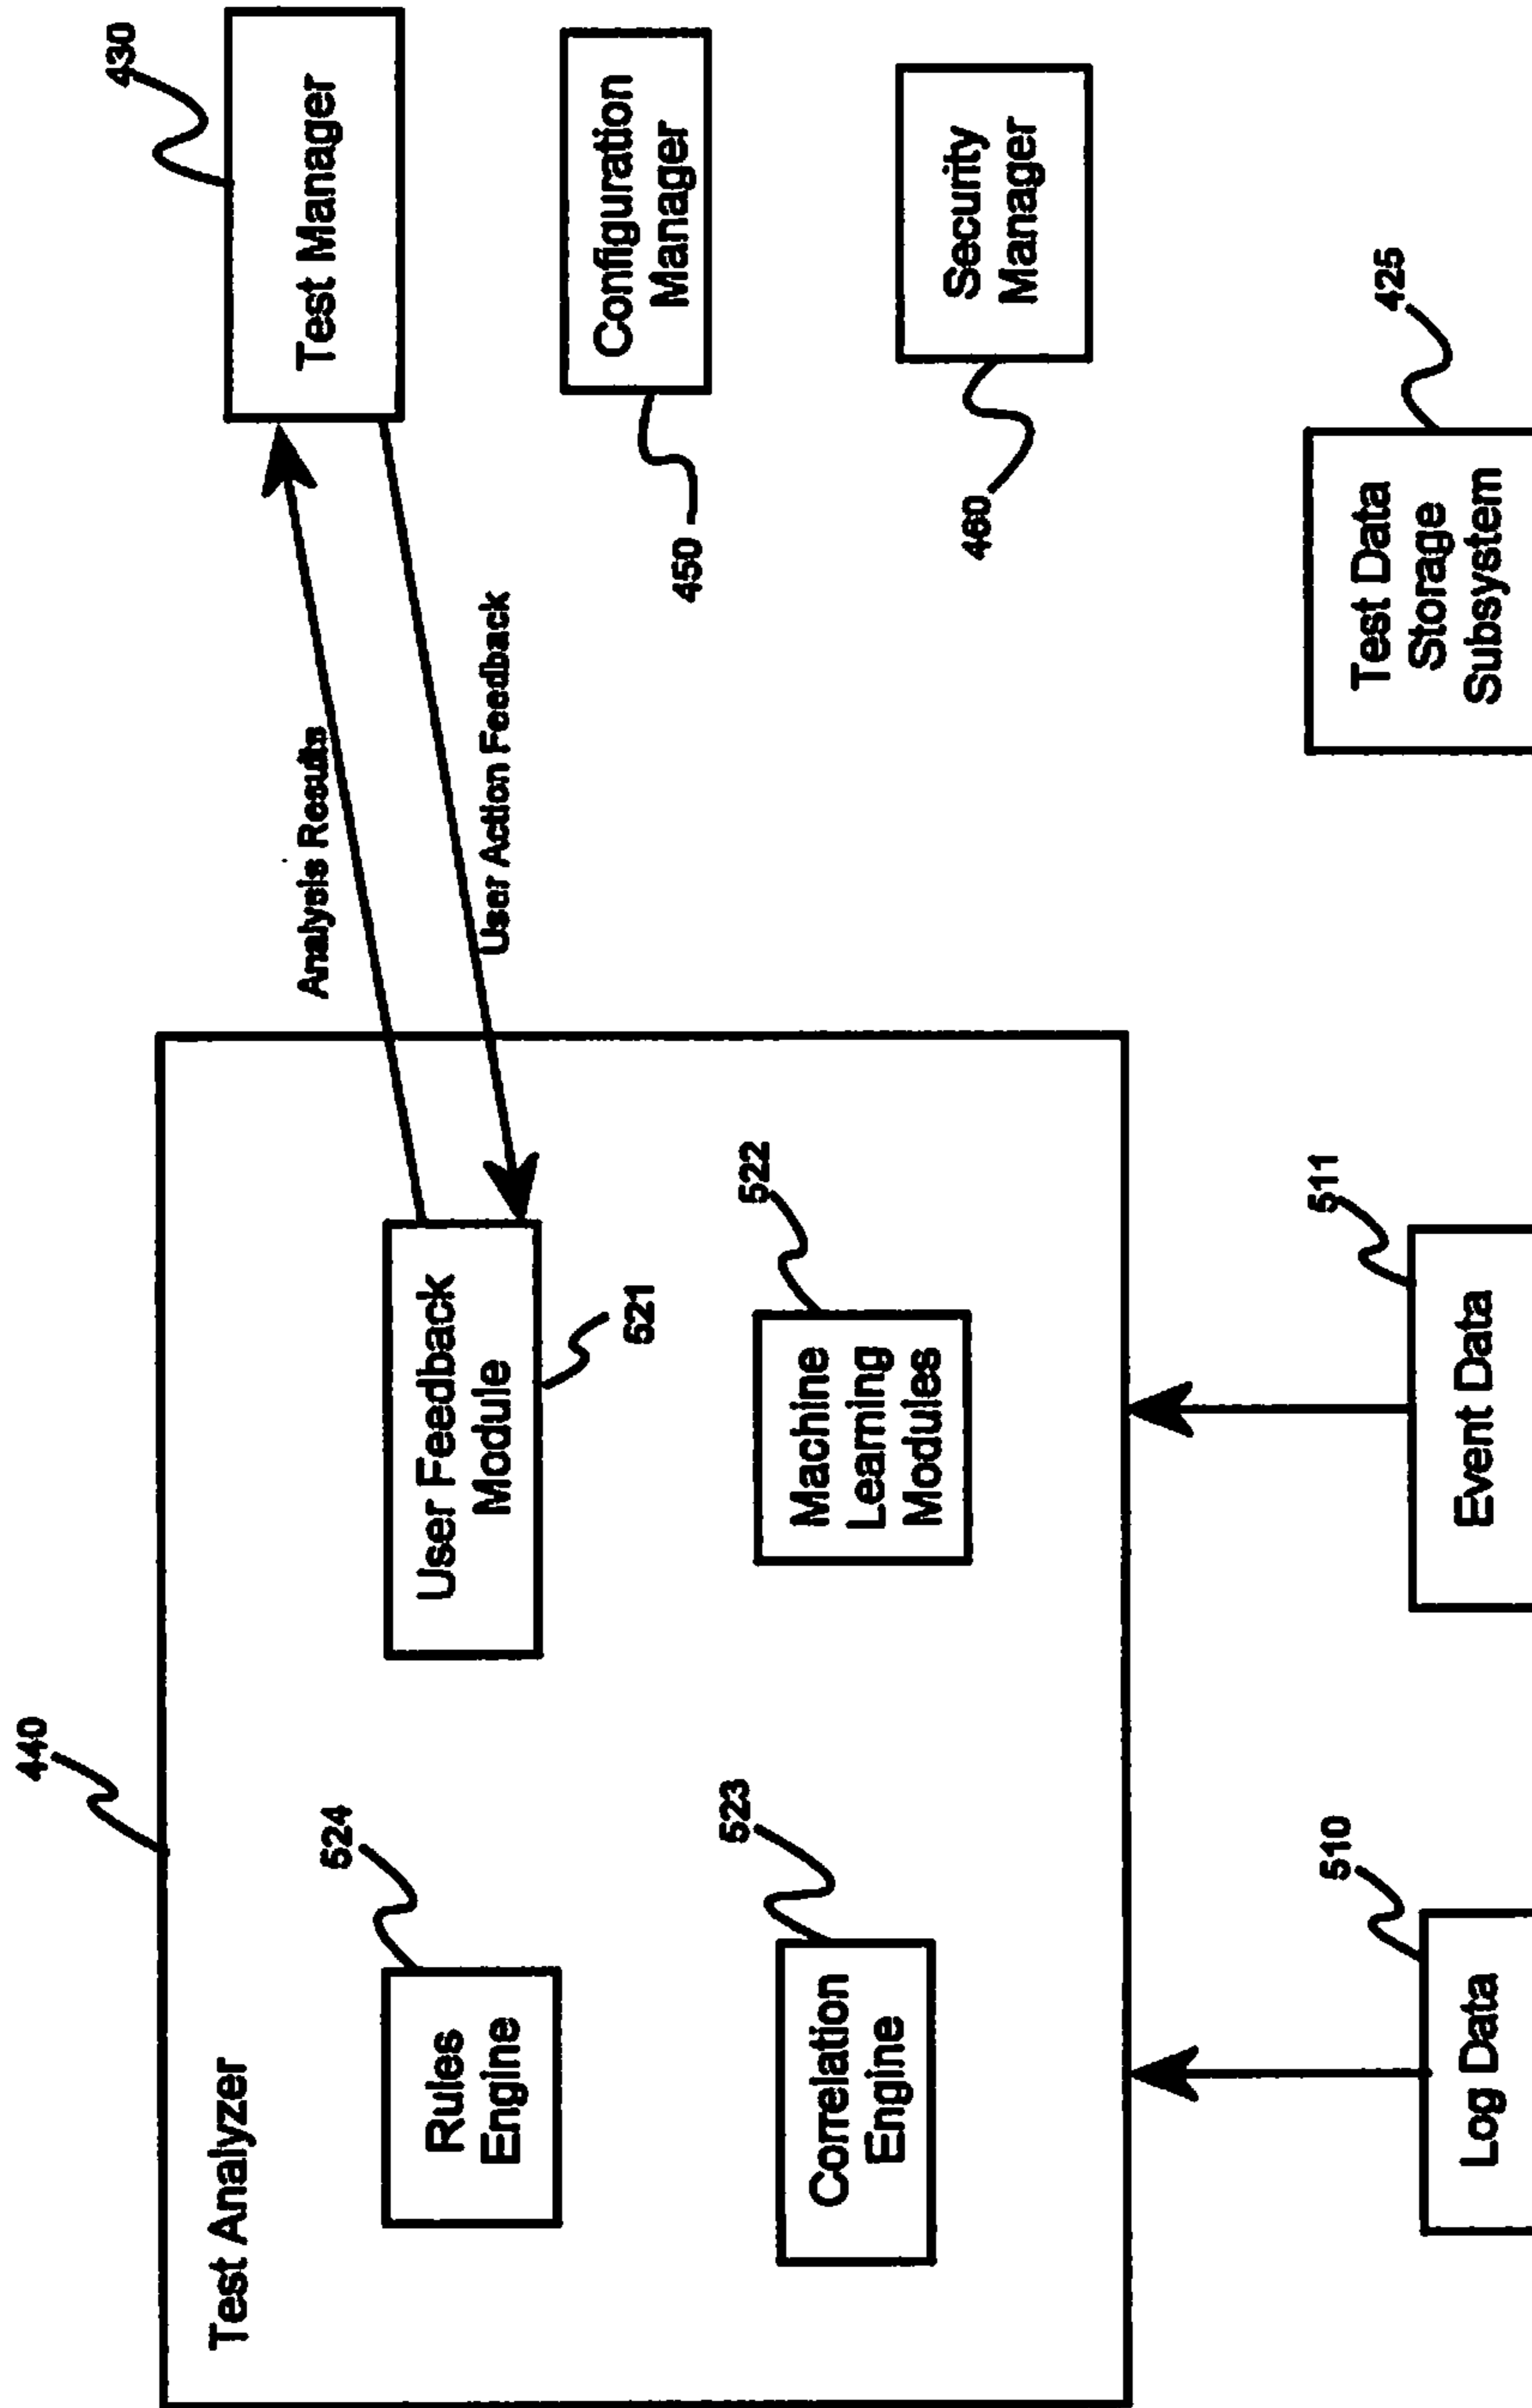 440
Test Analyzer
524
Rules
Engine
523
Correlation
Engine
User Feedback
Module
521
522
Machine
Learning
Modules
Analysis Results
User Action Feedback
430
Test Manager
Configuration
Manager
450
Security
Manager
460
510
Log Data
511
Event Data
425
Test Data
Storage
Subsystem